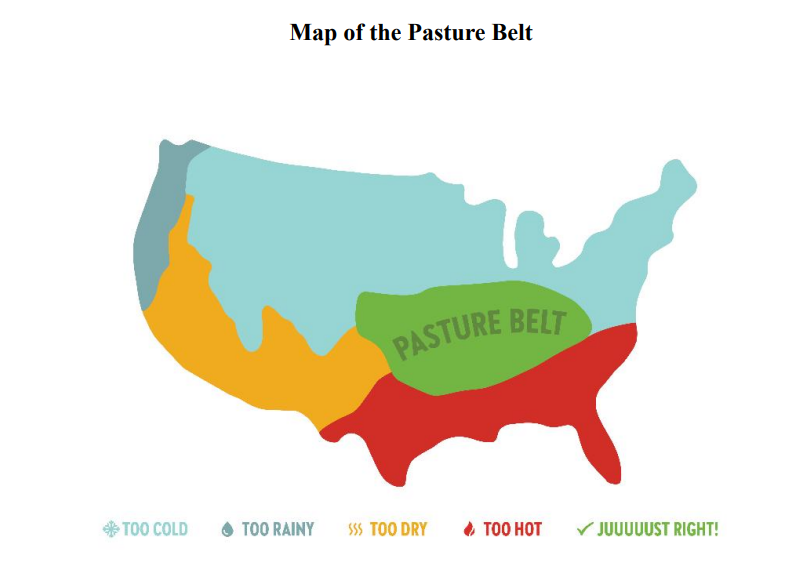 Map of the Pasture Belt
PASTURE BELT
TOO COLD TOO RAINY TOO DRY TOO HOT JUUUUUST RIGHT!